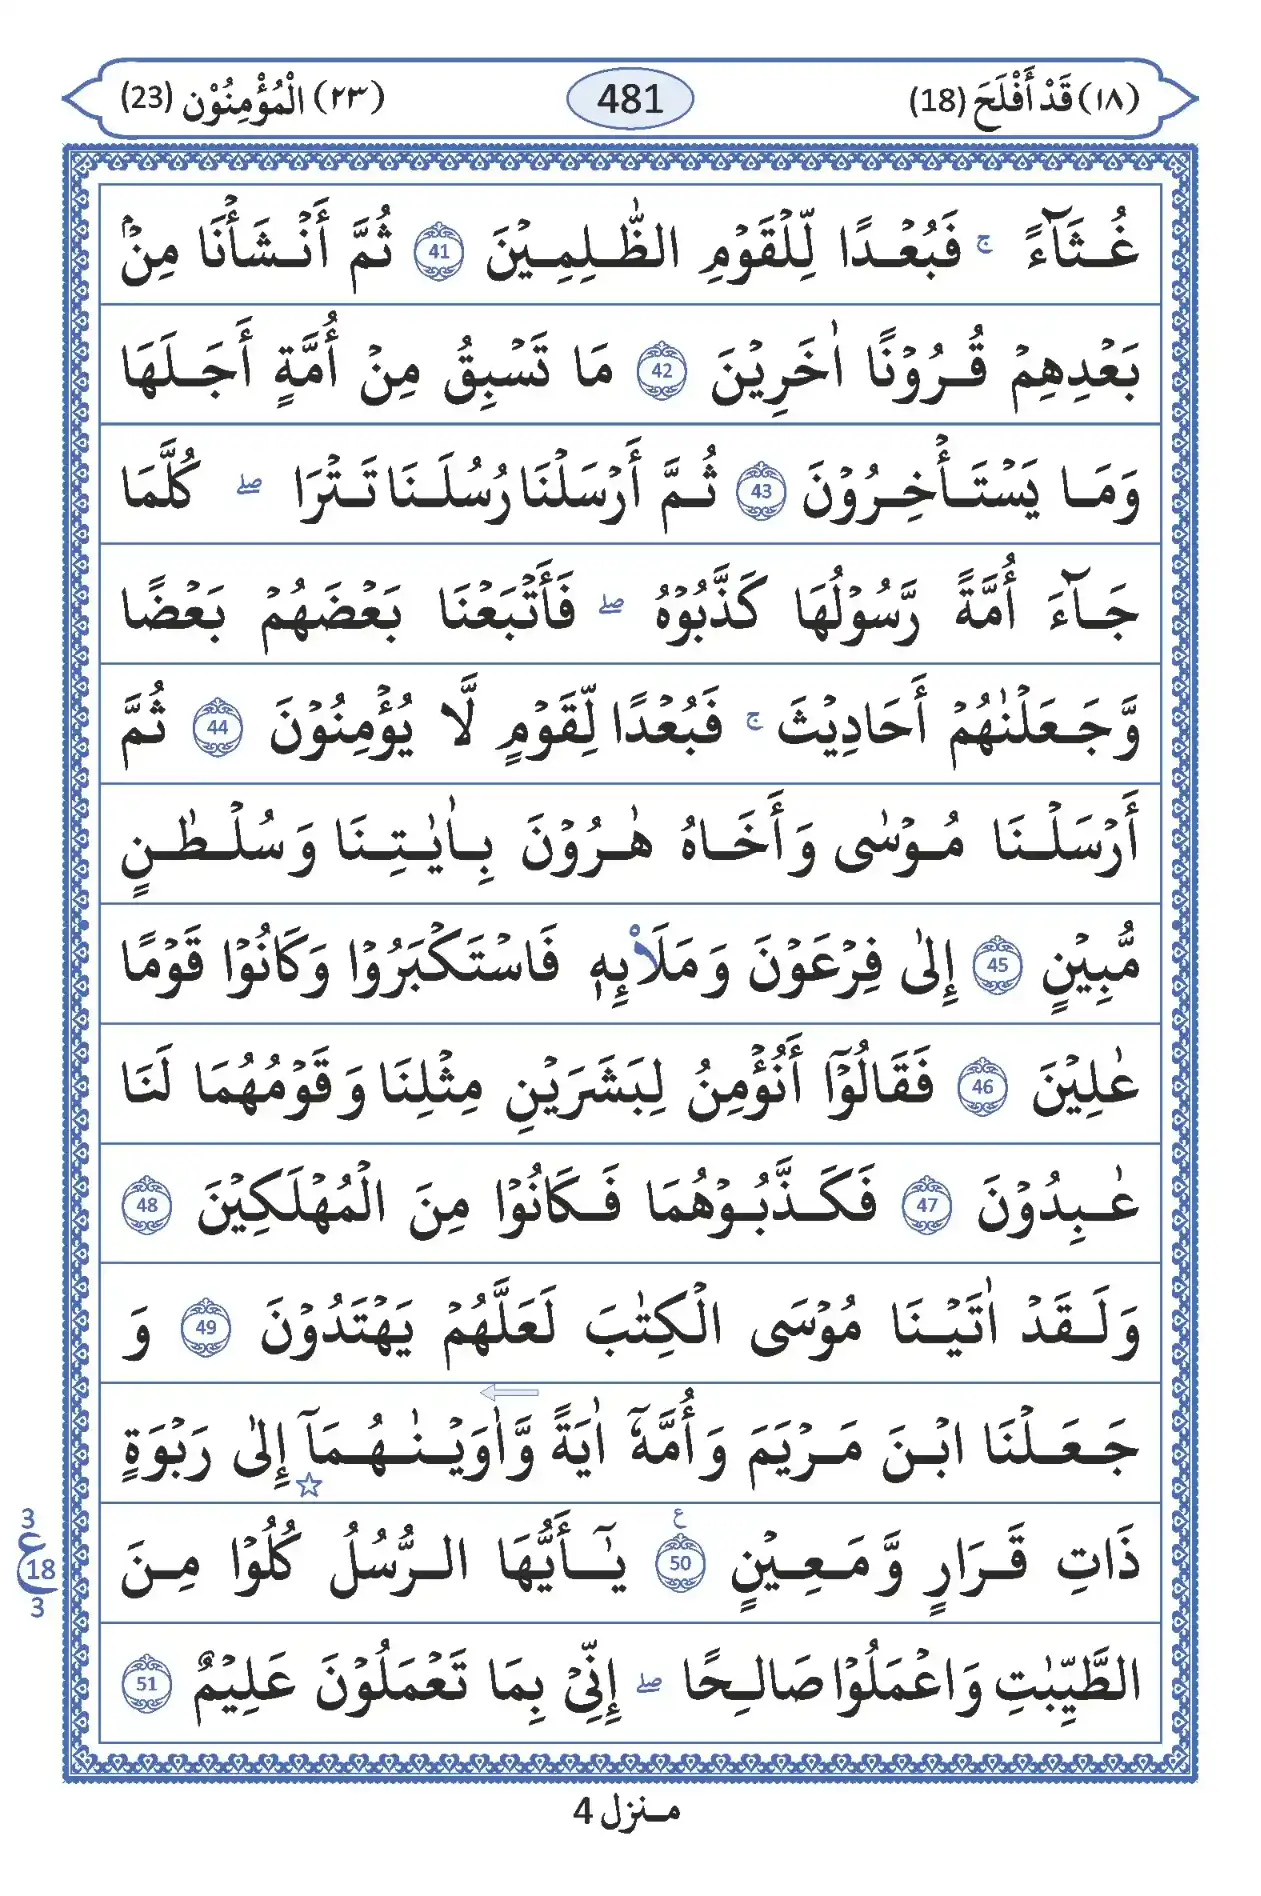 (١٨) قَدْ أَفْلَحَ (18) 481 (٢٣) الْمُؤْمِنُوْن (23)
غُثَآءً ۚ فَبُعْدًا لِّلْقَوْمِ الظّٰلِمِيْنَ 41 ثُمَّ أَنْشَأْنَا مِنْۢ
بَعْدِهِمْ قُرُوْنًا اٰخَرِيْنَ 42 مَا تَسْبِقُ مِنْ أُمَّةٍ أَجَلَهَا
وَمَا يَسْتَأْخِرُوْنَ 43 ثُمَّ أَرْسَلْنَا رُسُلَنَا تَتْرَا ۖ كُلَّمَا
جَآءَ أُمَّةً رَّسُوْلُهَا كَذَّبُوْهُ ۖ فَأَتْبَعْنَا بَعْضَهُمْ بَعْضًا
وَّجَعَلْنٰهُمْ أَحَادِيْثَ ۚ فَبُعْدًا لِّقَوْمٍ لَّا يُؤْمِنُوْنَ 44 ثُمَّ
أَرْسَلْنَا مُوْسٰى وَأَخَاهُ هٰرُوْنَ بِاٰيٰتِنَا وَسُلْطٰنٍ
مُّبِيْنٍ 45 إِلٰى فِرْعَوْنَ وَمَلَا۟ئِهٖ فَاسْتَكْبَرُوْا وَكَانُوْا قَوْمًا
عٰلِيْنَ 46 فَقَالُوْٓا أَنُؤْمِنُ لِبَشَرَيْنِ مِثْلِنَا وَقَوْمُهُمَا لَنَا
عٰبِدُوْنَ 47 فَكَذَّبُوْهُمَا فَكَانُوْا مِنَ الْمُهْلَكِيْنَ 48
وَلَقَدْ اٰتَيْنَا مُوْسَى الْكِتٰبَ لَعَلَّهُمْ يَهْتَدُوْنَ 49 وَ
جَعَلْنَا ابْنَ مَرْيَمَ وَأُمَّهٗٓ اٰيَةً وَّاٰوَيْنٰهُمَآ إِلٰى رَبْوَةٍ
ذَاتِ قَرَارٍ وَّمَعِيْنٍ 50 ع يٰٓأَيُّهَا الرُّسُلُ كُلُوْا مِنَ
3 ع 18 3
الطَّيِّبٰتِ وَاعْمَلُوْا صَالِحًا ۖ إِنِّيْ بِمَا تَعْمَلُوْنَ عَلِيْمٌ 51
منزل 4